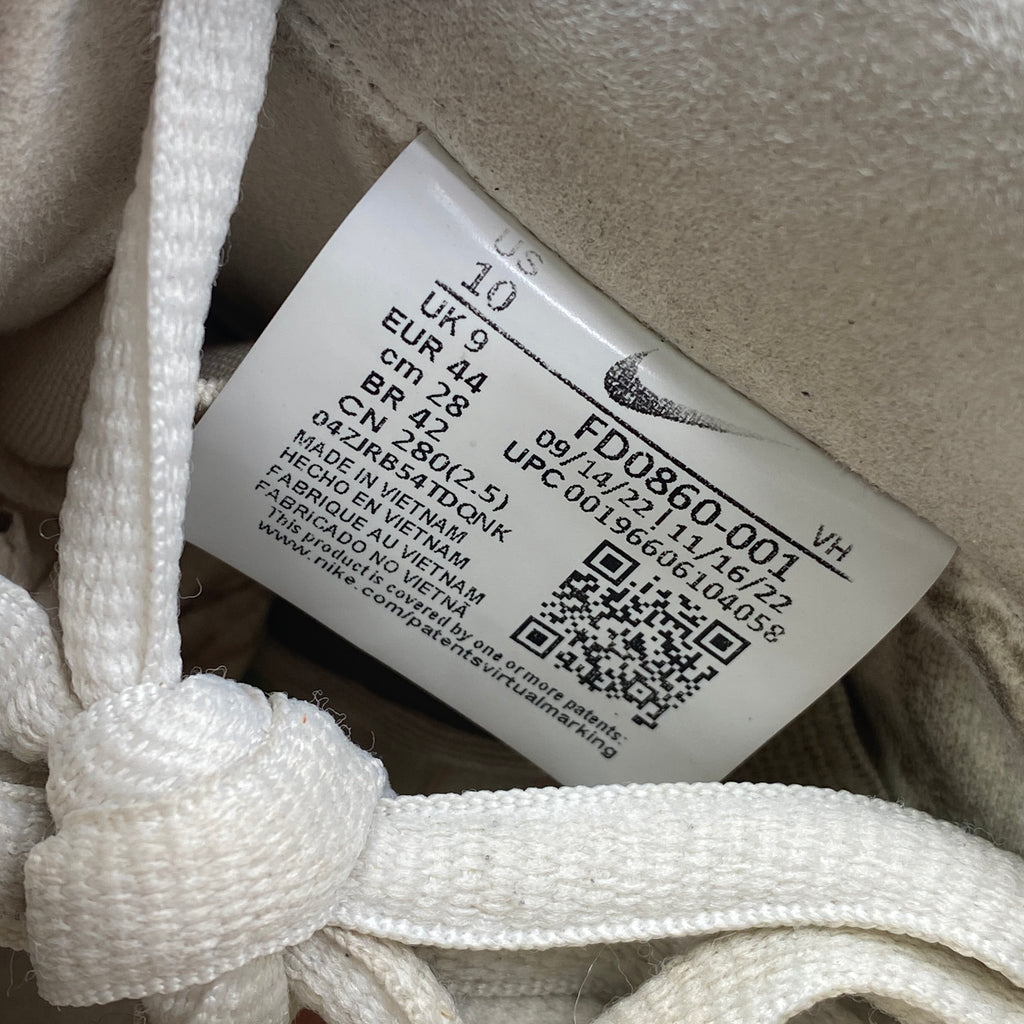 US
10
UK 9
EUR 44
cm 28
BR 42
CN 280(2.5)
04ZJRB54TDQNK
MADE IN VIETNAM
HECHO EN VIETNAM
FABRIQUE AU VIETNAM
FABRICADO NO VIETNÃ
This product is covered by one or more patents:
www.nike.com/patentsvirtualmarking
FD0860-001 VH
09/14/22 | 11/16/22
UPC 00196606104058